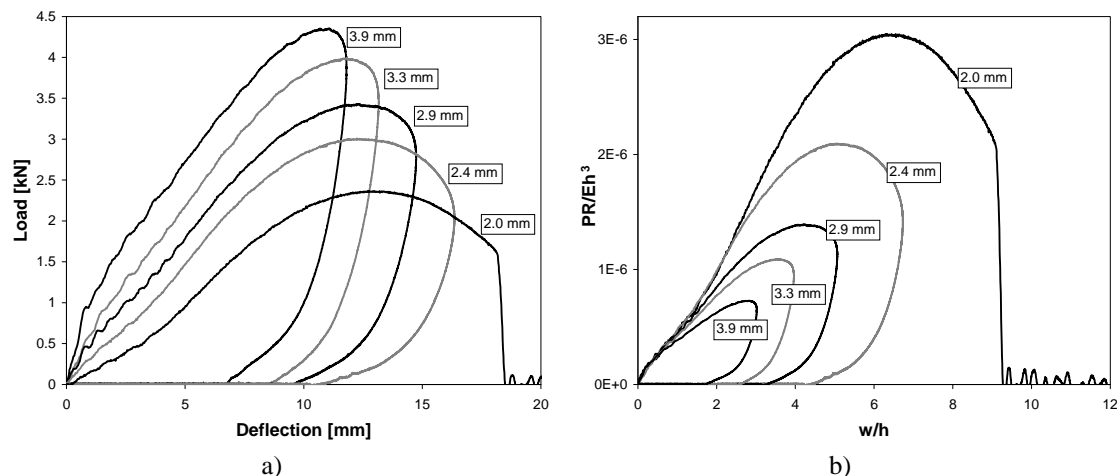 4.5
4
3.5
3
2.5
2
1.5
1
0.5
0
0 5 10 15 20
Load [kN]
Deflection [mm]
3.9 mm
3.3 mm
2.9 mm
2.4 mm
2.0 mm
a)
3E-6
2E-6
1E-6
0E+0
0 2 4 6 8 10 12
PR/Eh³
w/h
2.0 mm
2.4 mm
2.9 mm
3.3 mm
3.9 mm
b)